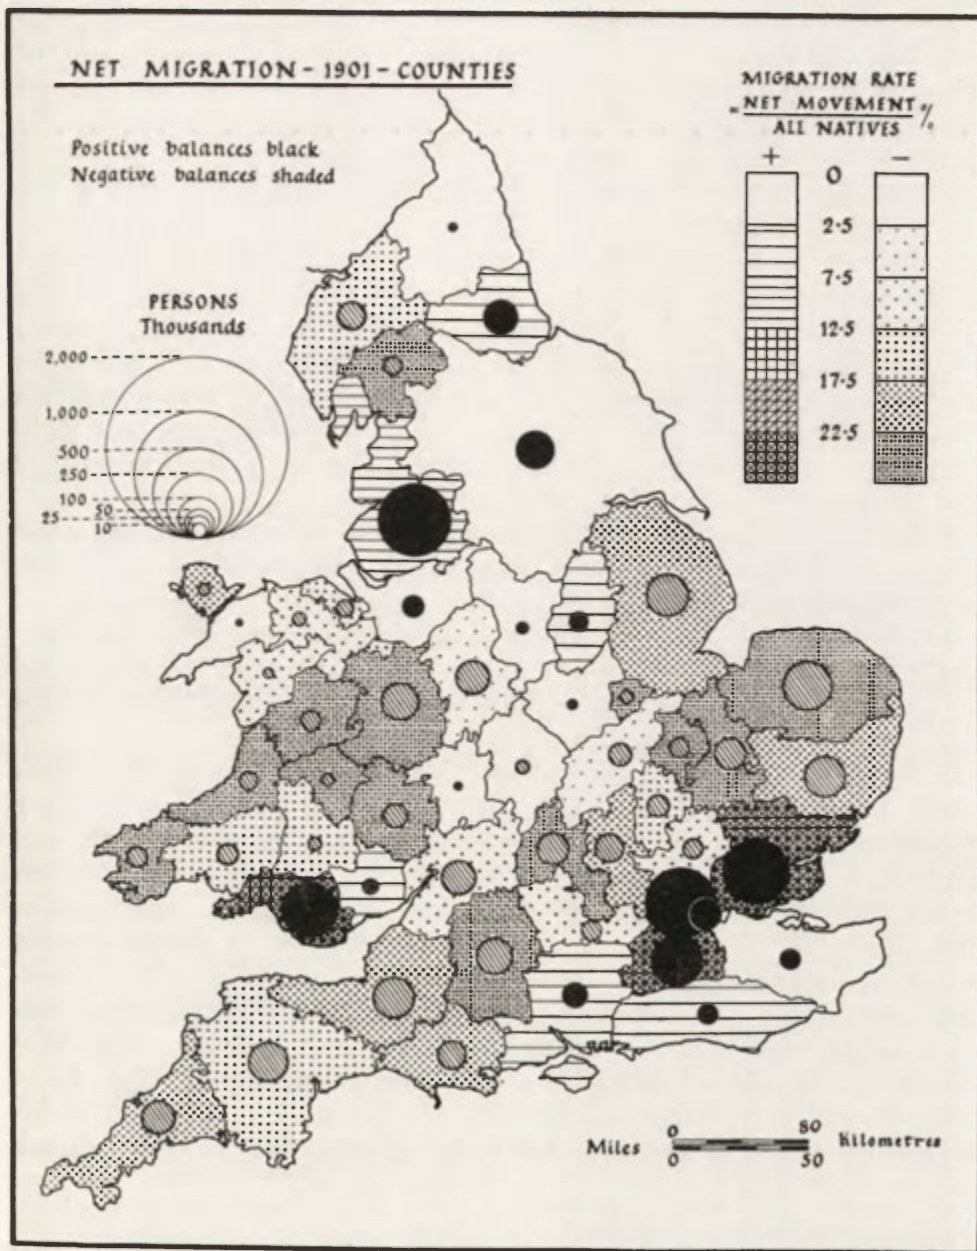 NET MIGRATION - 1901 - COUNTIES
Positive balances black
Negative balances shaded
MIGRATION RATE
= NET MOVEMENT %
ALL NATIVES
+ 0 -
2·5
7·5
12·5
17·5
22·5
PERSONS
Thousands
2,000
1,000
500
250
100
50
25
10
0 80
Miles Kilometres
0 50